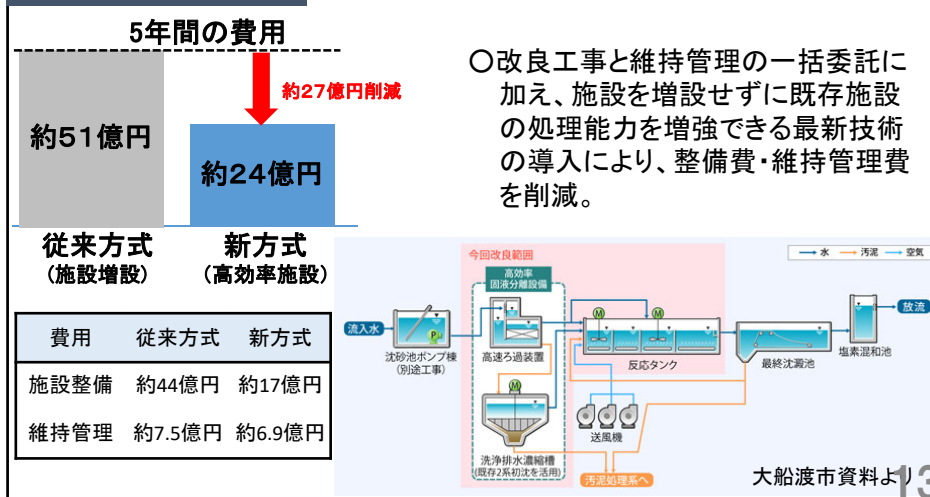 5年間の費用
約27億円削減
約51億円
約24億円
従来方式
(施設増設)
新方式
(高効率施設)
費用 従来方式 新方式
施設整備 約44億円 約17億円
維持管理 約7.5億円 約6.9億円
〇改良工事と維持管理の一括委託に
加え、施設を増設せずに既存施設
の処理能力を増強できる最新技術
の導入により、整備費・維持管理費
を削減。
今回改良範囲
水 汚泥 空気
高効率
固液分離設備
流入水
P
沈砂池ポンプ棟
(別途工事)
高速ろ過装置
M
M
反応タンク
最終沈澱池
塩素混和池
放流
M
洗浄排水濃縮槽
(既存2系初沈を活用)
送風機
汚泥処理系へ
大船渡市資料より
13